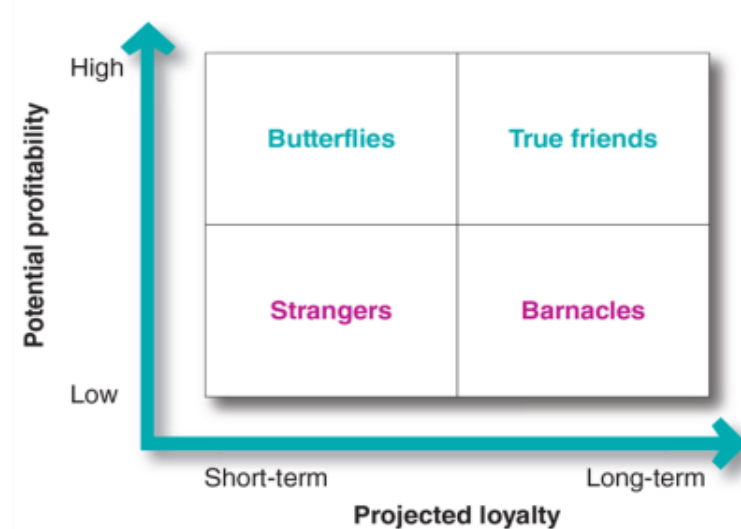 High
Butterflies
True friends
Potential profitability
Strangers
Barnacles
Low
Short-term
Long-term
Projected loyalty